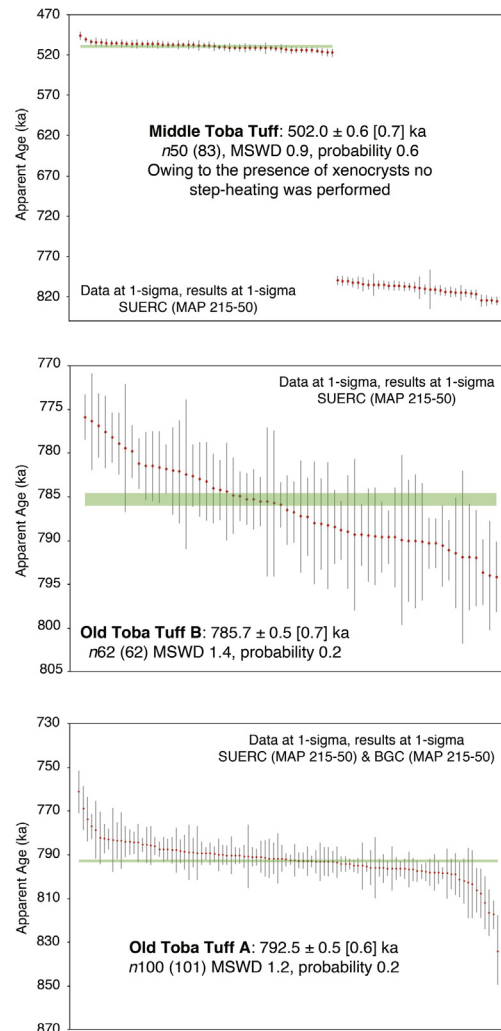 470
520
570
620
670
720
770
820
Apparent Age (ka)
Middle Toba Tuff: 502.0 ± 0.6 [0.7] ka
n50 (83), MSWD 0.9, probability 0.6
Owing to the presence of xenocrysts no
step-heating was performed
Data at 1-sigma, results at 1-sigma
SUERC (MAP 215-50)
770
775
780
785
790
795
800
805
Apparent Age (ka)
Data at 1-sigma, results at 1-sigma
SUERC (MAP 215-50)
Old Toba Tuff B: 785.7 ± 0.5 [0.7] ka
n62 (62) MSWD 1.4, probability 0.2
730
750
770
790
810
830
850
870
Apparent Age (ka)
Data at 1-sigma, results at 1-sigma
SUERC (MAP 215-50) & BGC (MAP 215-50)
Old Toba Tuff A: 792.5 ± 0.5 [0.6] ka
n100 (101) MSWD 1.2, probability 0.2